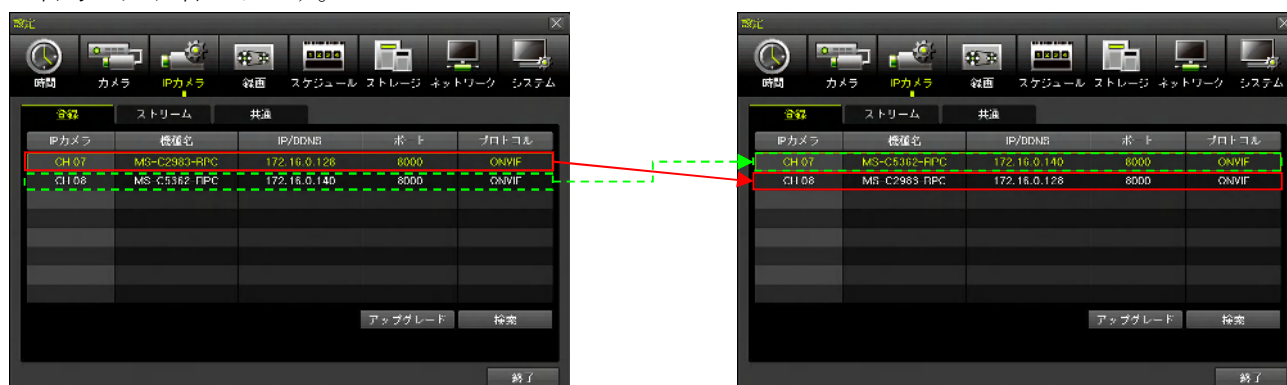 設定
時間 カメラ IPカメラ 録画 スケジュール ストレージ ネットワーク システム
登録 ストリーム 共通
IPカメラ 機種名 IP/DDNS ポート プロトコル
CH 07 MS-C2983-RPC 172.16.0.128 8000 ONVIF
CH 08 MS-C5362-RPC 172.16.0.140 8000 ONVIF
アップグレード 検索
終了
設定
時間 カメラ IPカメラ 録画 スケジュール ストレージ ネットワーク システム
登録 ストリーム 共通
IPカメラ 機種名 IP/DDNS ポート プロトコル
CH 07 MS-C5362-RPC 172.16.0.140 8000 ONVIF
CH 08 MS-C2983-RPC 172.16.0.128 8000 ONVIF
アップグレード 検索
終了